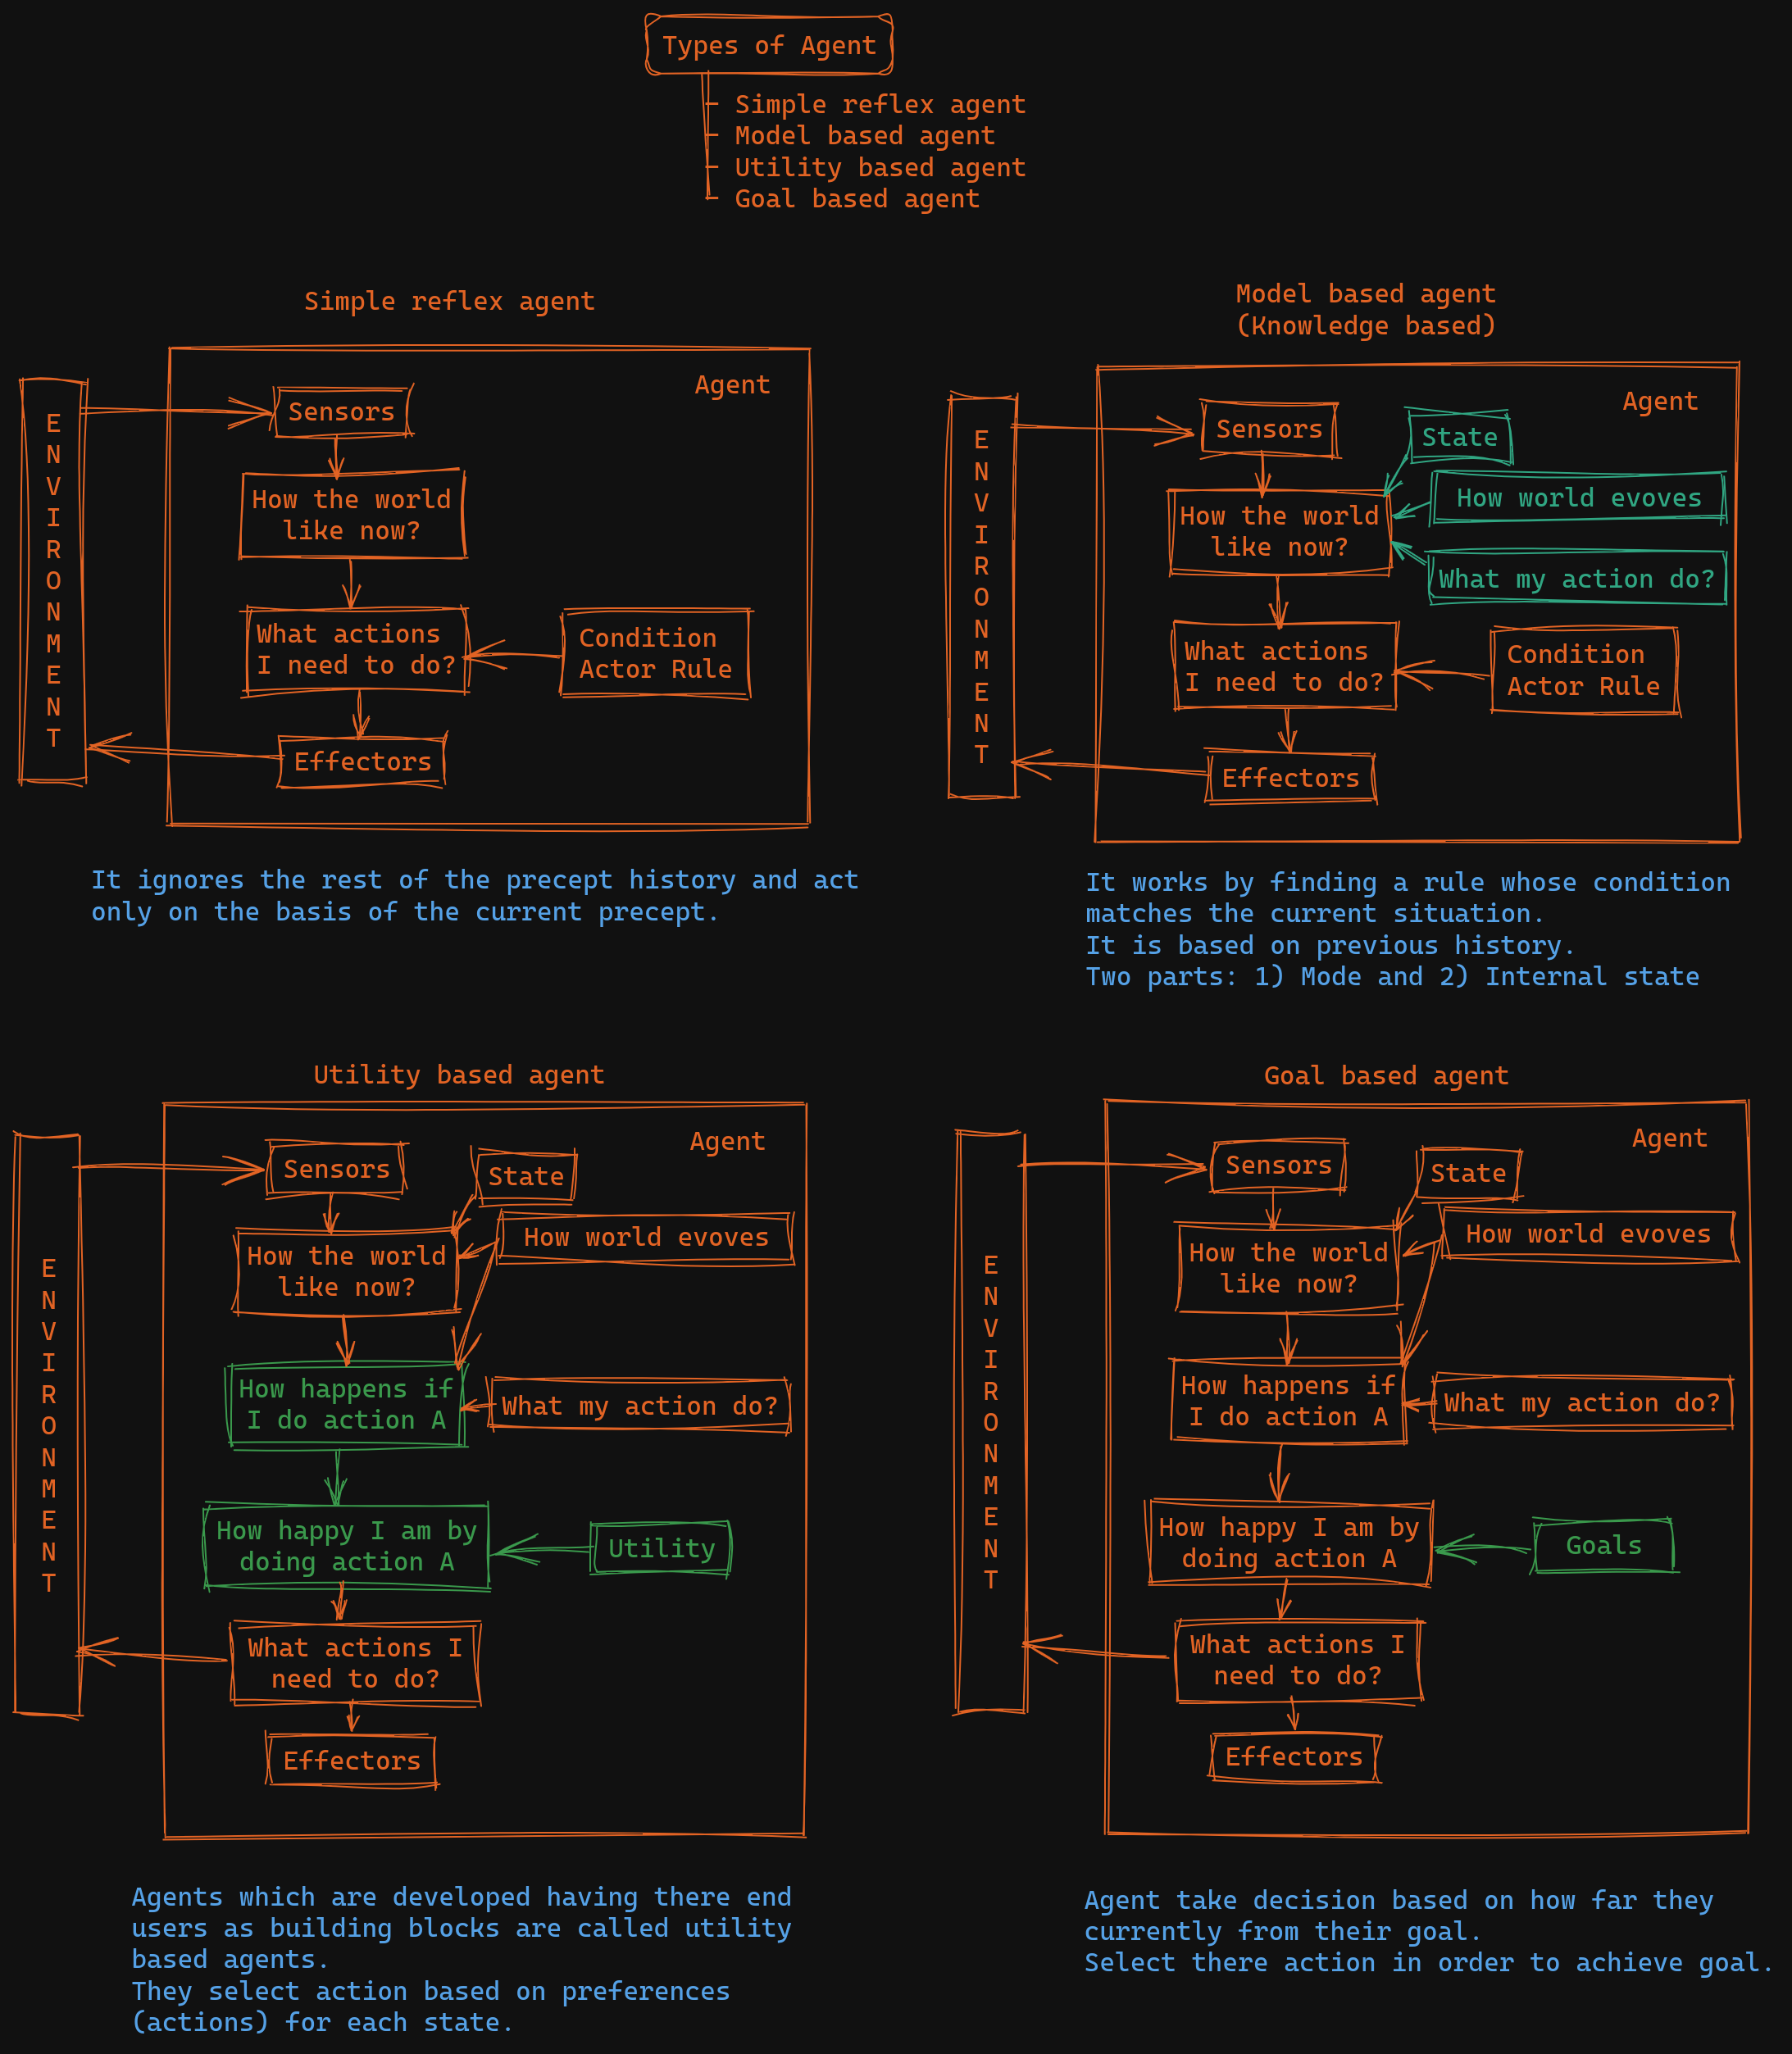 Types of Agent
- Simple reflex agent
- Model based agent
- Utility based agent
- Goal based agent
Simple reflex agent
Agent
ENVIRONMENT
Sensors
How the world
like now?
What actions
I need to do?
Condition
Actor Rule
Effectors
It ignores the rest of the precept history and act
only on the basis of the current precept.
Model based agent
(Knowledge based)
Agent
ENVIRONMENT
Sensors
State
How world evoves
How the world
like now?
What my action do?
What actions
I need to do?
Condition
Actor Rule
Effectors
It works by finding a rule whose condition
matches the current situation.
It is based on previous history.
Two parts: 1) Mode and 2) Internal state
Utility based agent
Agent
ENVIRONMENT
Sensors
State
How world evoves
How the world
like now?
How happens if
I do action A
What my action do?
How happy I am by
doing action A
Utility
What actions I
need to do?
Effectors
Agents which are developed having there end
users as building blocks are called utility
based agents.
They select action based on preferences
(actions) for each state.
Goal based agent
Agent
ENVIRONMENT
Sensors
State
How world evoves
How the world
like now?
How happens if
I do action A
What my action do?
How happy I am by
doing action A
Goals
What actions I
need to do?
Effectors
Agent take decision based on how far they
currently from their goal.
Select there action in order to achieve goal.